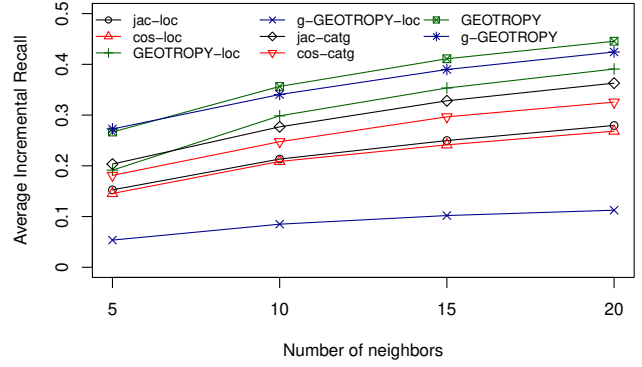 jac-loc
cos-loc
GEOTROPY-loc
g-GEOTROPY-loc
jac-catg
cos-catg
GEOTROPY
g-GEOTROPY
Average Incremental Recall
0.5
0.4
0.3
0.2
0.1
0
5 10 15 20
Number of neighbors